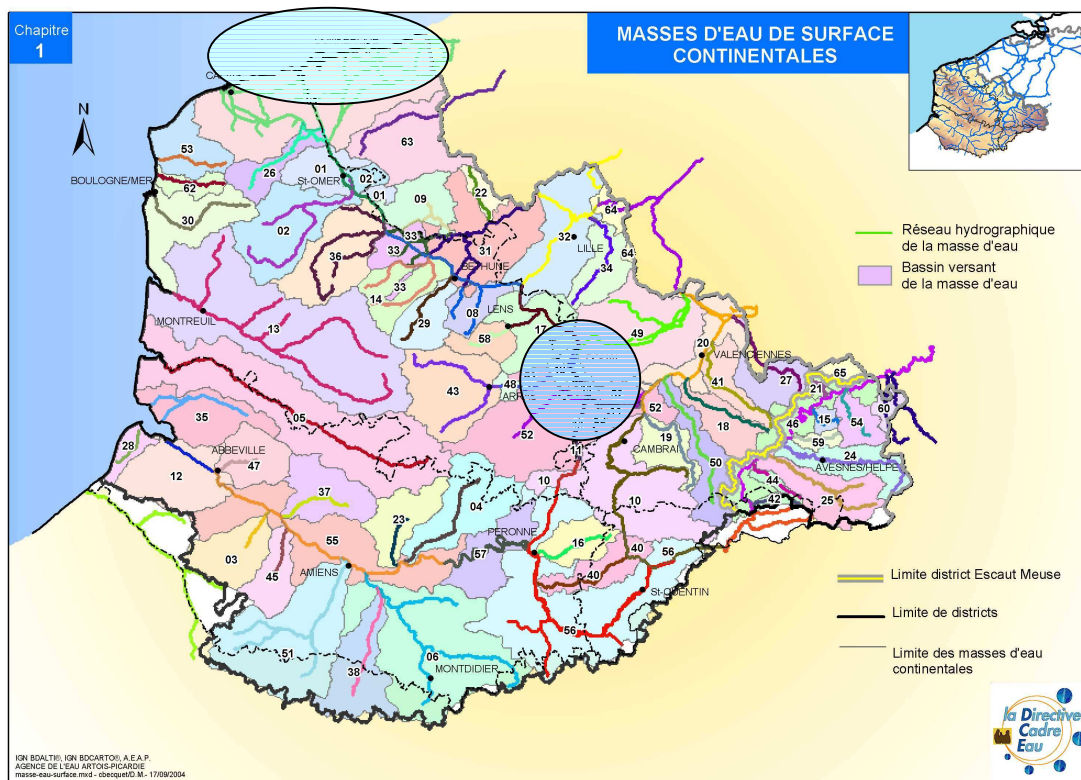 Chapitre
1
MASSES D'EAU DE SURFACE
CONTINENTALES
N
CA
53
BOULOGNE/MER
62
30
26
01
St-OMER
02
01
02
63
09
22
36
33
33
33
14
31
BETHUNE
29
08
LENS
58
17
32
LILLE
64
64
34
MONTREUIL
13
43
48
AR
52
49
20
VALENCIENNES
41
27
65
21
60
52
18
46
15
54
59
19
CAMBRAI
50
24
AVESNES/HELPE
44
42
25
35
05
28
ABBEVILLE
12
47
37
11
10
10
04
23
PERONNE
16
57
40
40
56
03
55
45
AMIENS
St-QUENTIN
56
51
38
06
MONTDIDIER
Réseau hydrographique
de la masse d'eau
Bassin versant
de la masse d'eau
Limite district Escaut Meuse
Limite de districts
Limite des masses d'eau
continentales
la Directive
Cadre
Eau
IGN BDALTI®, IGN BDCARTO®, A.E.A.P.
AGENCE DE L'EAU ARTOIS-PICARDIE
masse-eau-surface.mxd - cbecquet/D.M.- 17/09/2004